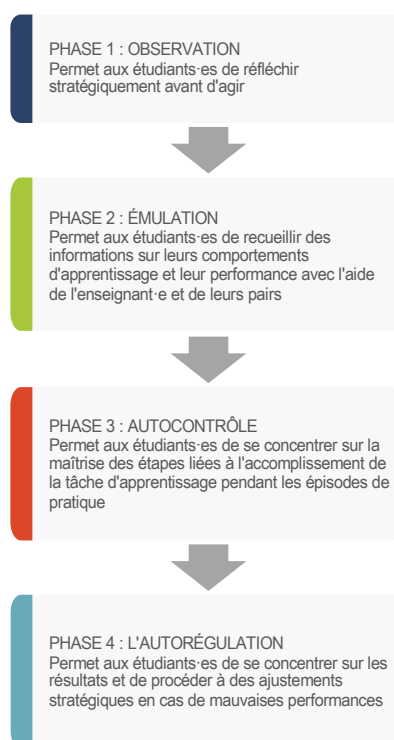 PHASE 1 : OBSERVATION
Permet aux étudiants·es de réfléchir
stratégiquement avant d'agir
PHASE 2 : ÉMULATION
Permet aux étudiants·es de recueillir des
informations sur leurs comportements
d'apprentissage et leur performance avec l'aide
de l'enseignant·e et de leurs pairs
PHASE 3 : AUTOCONTRÔLE
Permet aux étudiants·es de se concentrer sur la
maîtrise des étapes liées à l'accomplissement de
la tâche d'apprentissage pendant les épisodes de
pratique
PHASE 4 : L'AUTORÉGULATION
Permet aux étudiants·es de se concentrer sur les
résultats et de procéder à des ajustements
stratégiques en cas de mauvaises performances